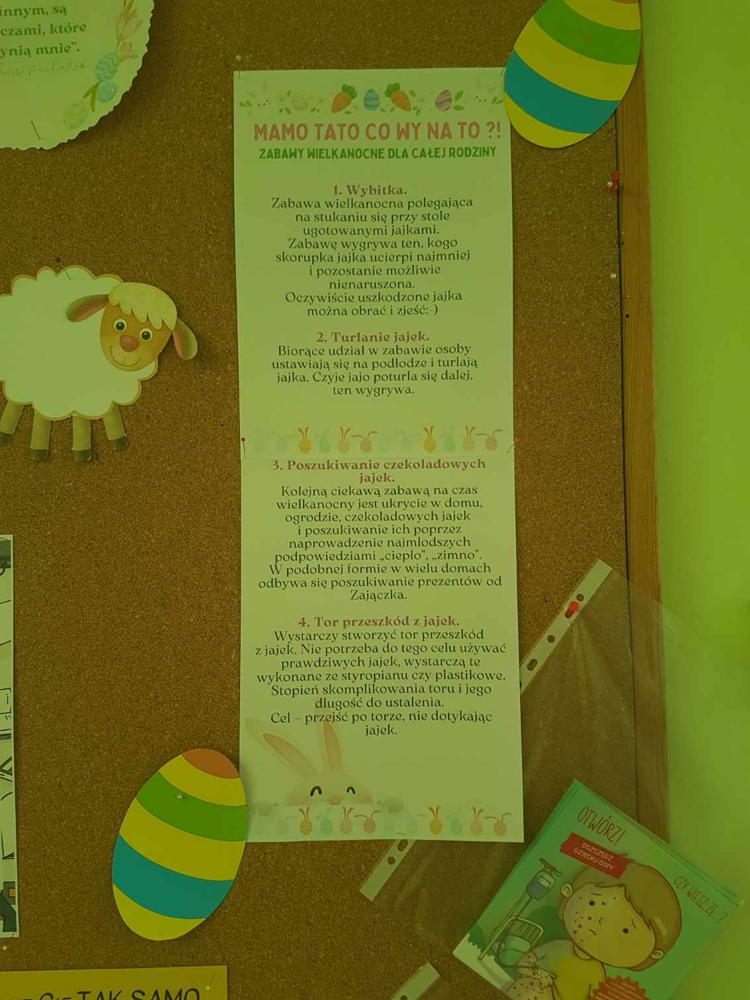 innym, są
czami, które
ynią mnie”.
MAMO TATO CO WY NA TO ?!
ZABAWY WIELKANOCNE DLA CAŁEJ RODZINY
1. Wybitka.
Zabawa wielkanocna polegająca
na stukaniu się przy stole
ugotowanymi jajkami.
Zabawę wygrywa ten, kogo
skorupka jajka ucierpi najmniej
i pozostanie możliwie
nienaruszona.
Oczywiście uszkodzone jajka
można obrać i zjeść:-)
2. Turlanie jajek.
Biorące udział w zabawie osoby
ustawiają się na podłodze i turlają
jajka. Czyje jajo poturla się dalej,
ten wygrywa.
3. Poszukiwanie czekoladowych
jajek.
Kolejną ciekawą zabawą na czas
wielkanocny jest ukrycie w domu,
ogrodzie, czekoladowych jajek
i poszukiwanie ich poprzez
naprowadzenie najmłodszych
podpowiedziami „ciepło”, „zimno”.
W podobnej formie w wielu domach
odbywa się poszukiwanie prezentów od
Zajączka.
4. Tor przeszkód z jajek.
Wystarczy stworzyć tor przeszkód
z jajek. Nie potrzeba do tego celu używać
prawdziwych jajek, wystarczą te
wykonane ze styropianu czy plastikowe.
Stopień skomplikowania toru i jego
długość do ustalenia.
Cel – przejść po torze, nie dotykając
jajek.
OTWÓRZ!
OSZCZĘDŹ
DZIECKU OSPY
CZY WIESZ, ŻE...?
TAK SAMO